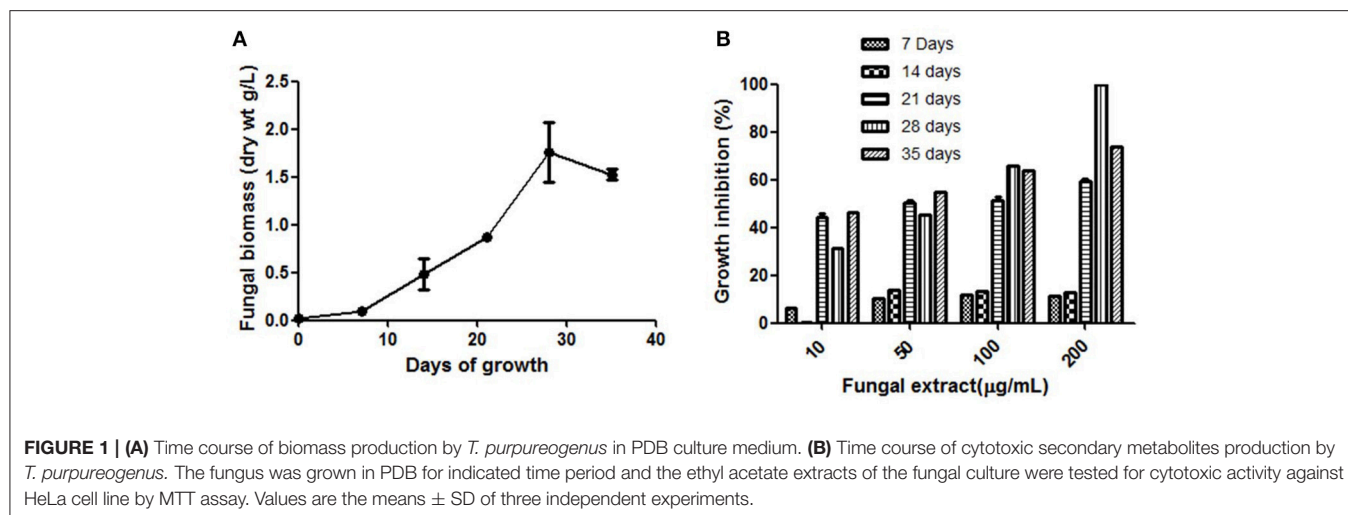 A
2.5
2.0
1.5
1.0
0.5
0.0
0
10
20
30
40
Fungal biomass (dry wt g/L)
Days of growth
B
7 Days
14 days
21 days
28 days
35 days
100
80
60
40
20
0
Growth inhibition (%)
10
50
100
200
Fungal extract(µg/mL)
FIGURE 1 | (A) Time course of biomass production by T. purpureogenus in PDB culture medium. (B) Time course of cytotoxic secondary metabolites production by
T. purpureogenus. The fungus was grown in PDB for indicated time period and the ethyl acetate extracts of the fungal culture were tested for cytotoxic activity against
HeLa cell line by MTT assay. Values are the means ± SD of three independent experiments.